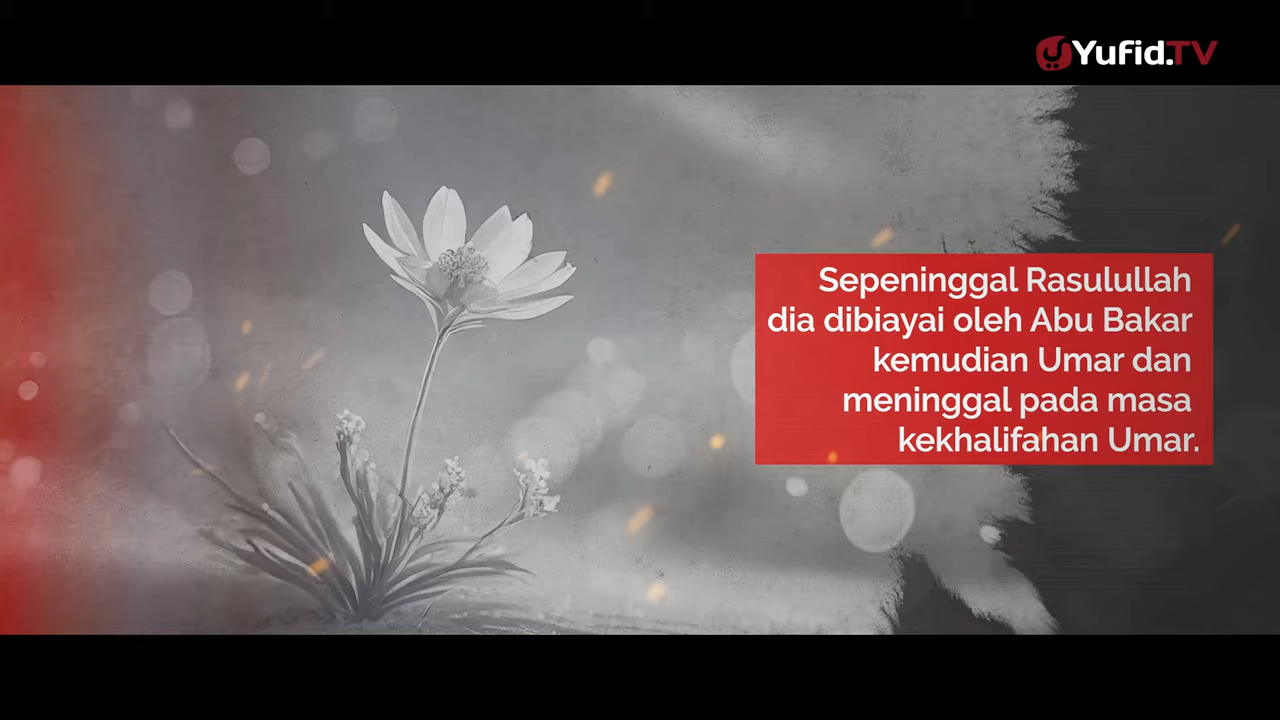 Yufid.TV
Sepeninggal Rasulullah
dia dibiayai oleh Abu Bakar
kemudian Umar dan
meninggal pada masa
kekhalifahan Umar.